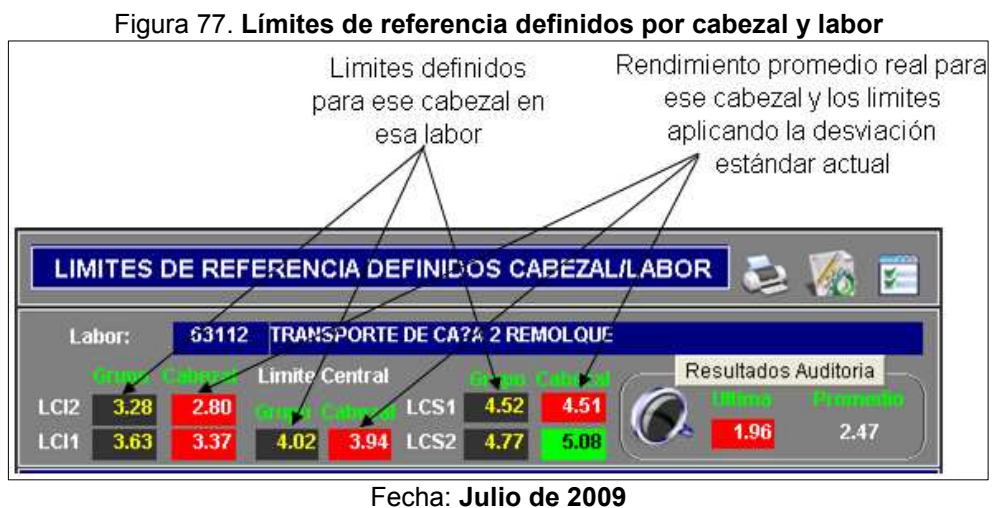 Figura 77. Límites de referencia definidos por cabezal y labor
Limites definidos
para ese cabezal en
esa labor
Rendimiento promedio real para
ese cabezal y los limites
aplicando la desviación
estándar actual
LIMITES DE REFERENCIA DEFINIDOS CABEZAL/LABOR
Labor: 63112 TRANSPORTE DE CA?A 2 REMOLQUE
Grupo Cabezal Limite Central Grupo Cabezal Resultados Auditoria
LCI2 3.28 2.80 Grupo Cabezal LCS1 4.52 4.51 Ultima Promedio
LCI1 3.63 3.37 4.02 3.94 LCS2 4.77 5.08 1.96 2.47
Fecha: Julio de 2009